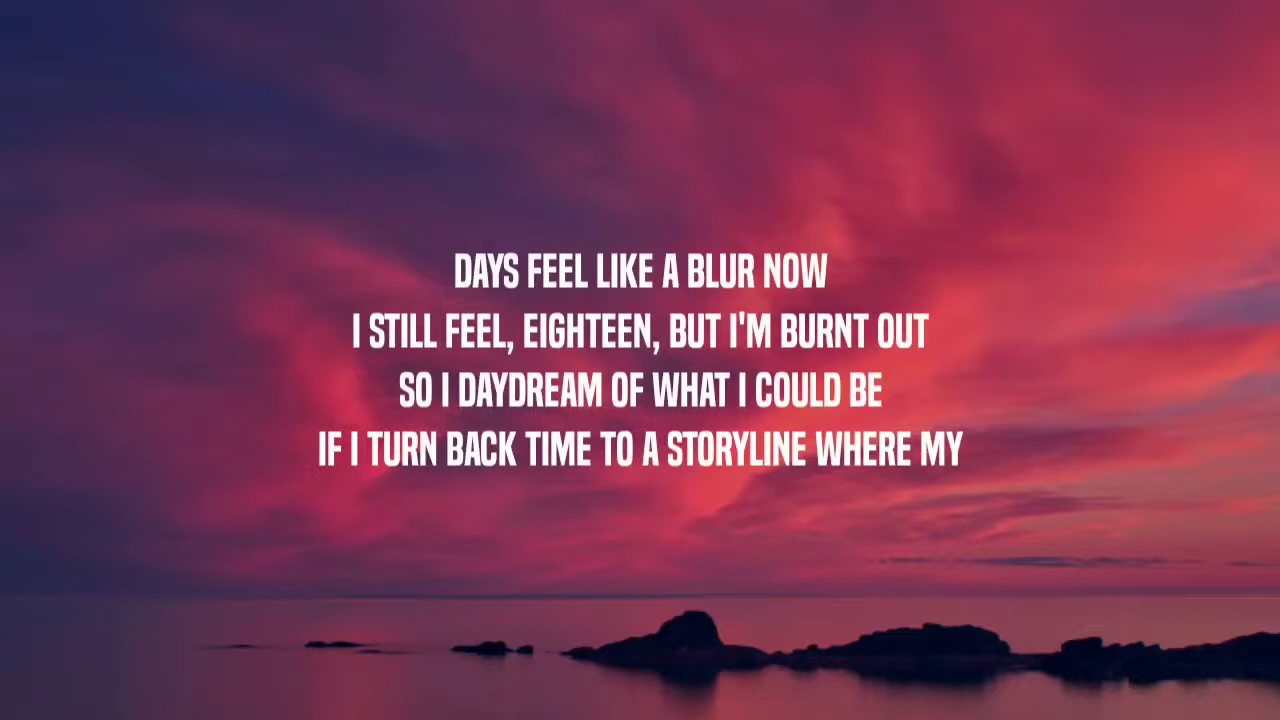 DAYS FEEL LIKE A BLUR NOW
I STILL FEEL, EIGHTEEN, BUT I'M BURNT OUT
SO I DAYDREAM OF WHAT I COULD BE
IF I TURN BACK TIME TO A STORYLINE WHERE MY